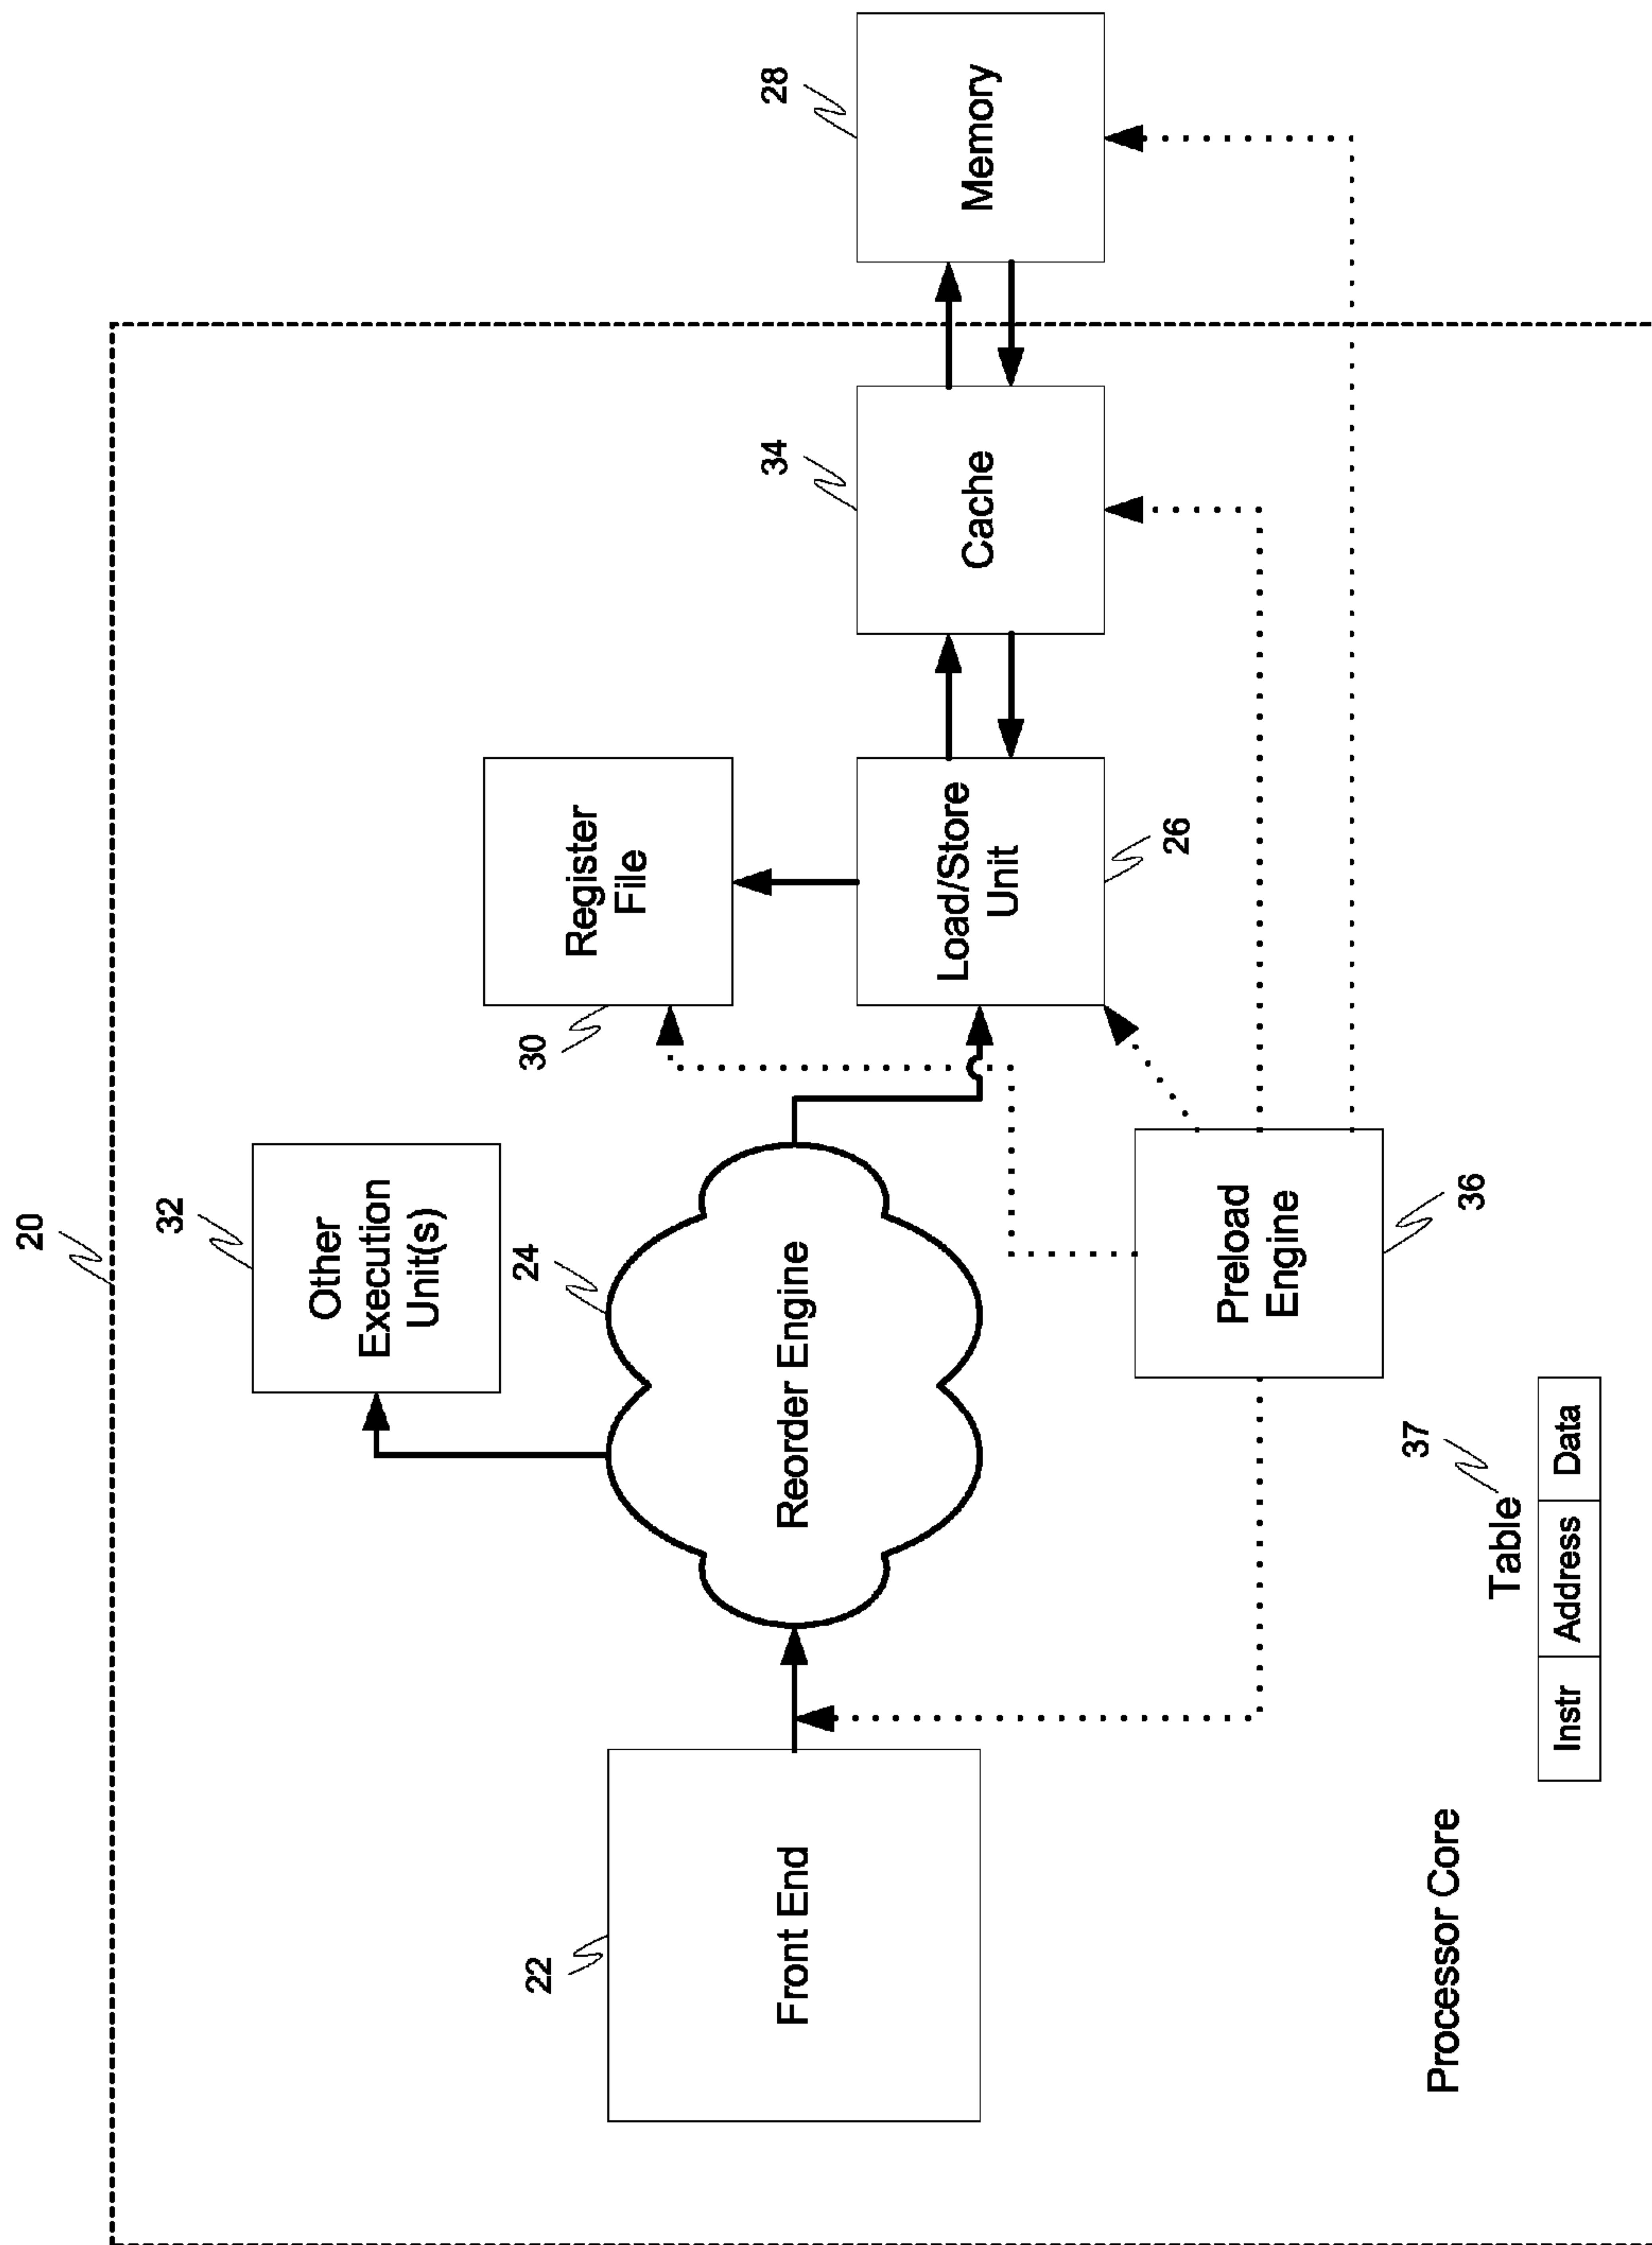 20
32
Other
Execution
Unit(s)
22
Front End
24
Reorder Engine
30
Register
File
Load/Store
Unit
26
34
Cache
28
Memory
Preload
Engine
36
37
Table
Instr Address Data
Processor Core